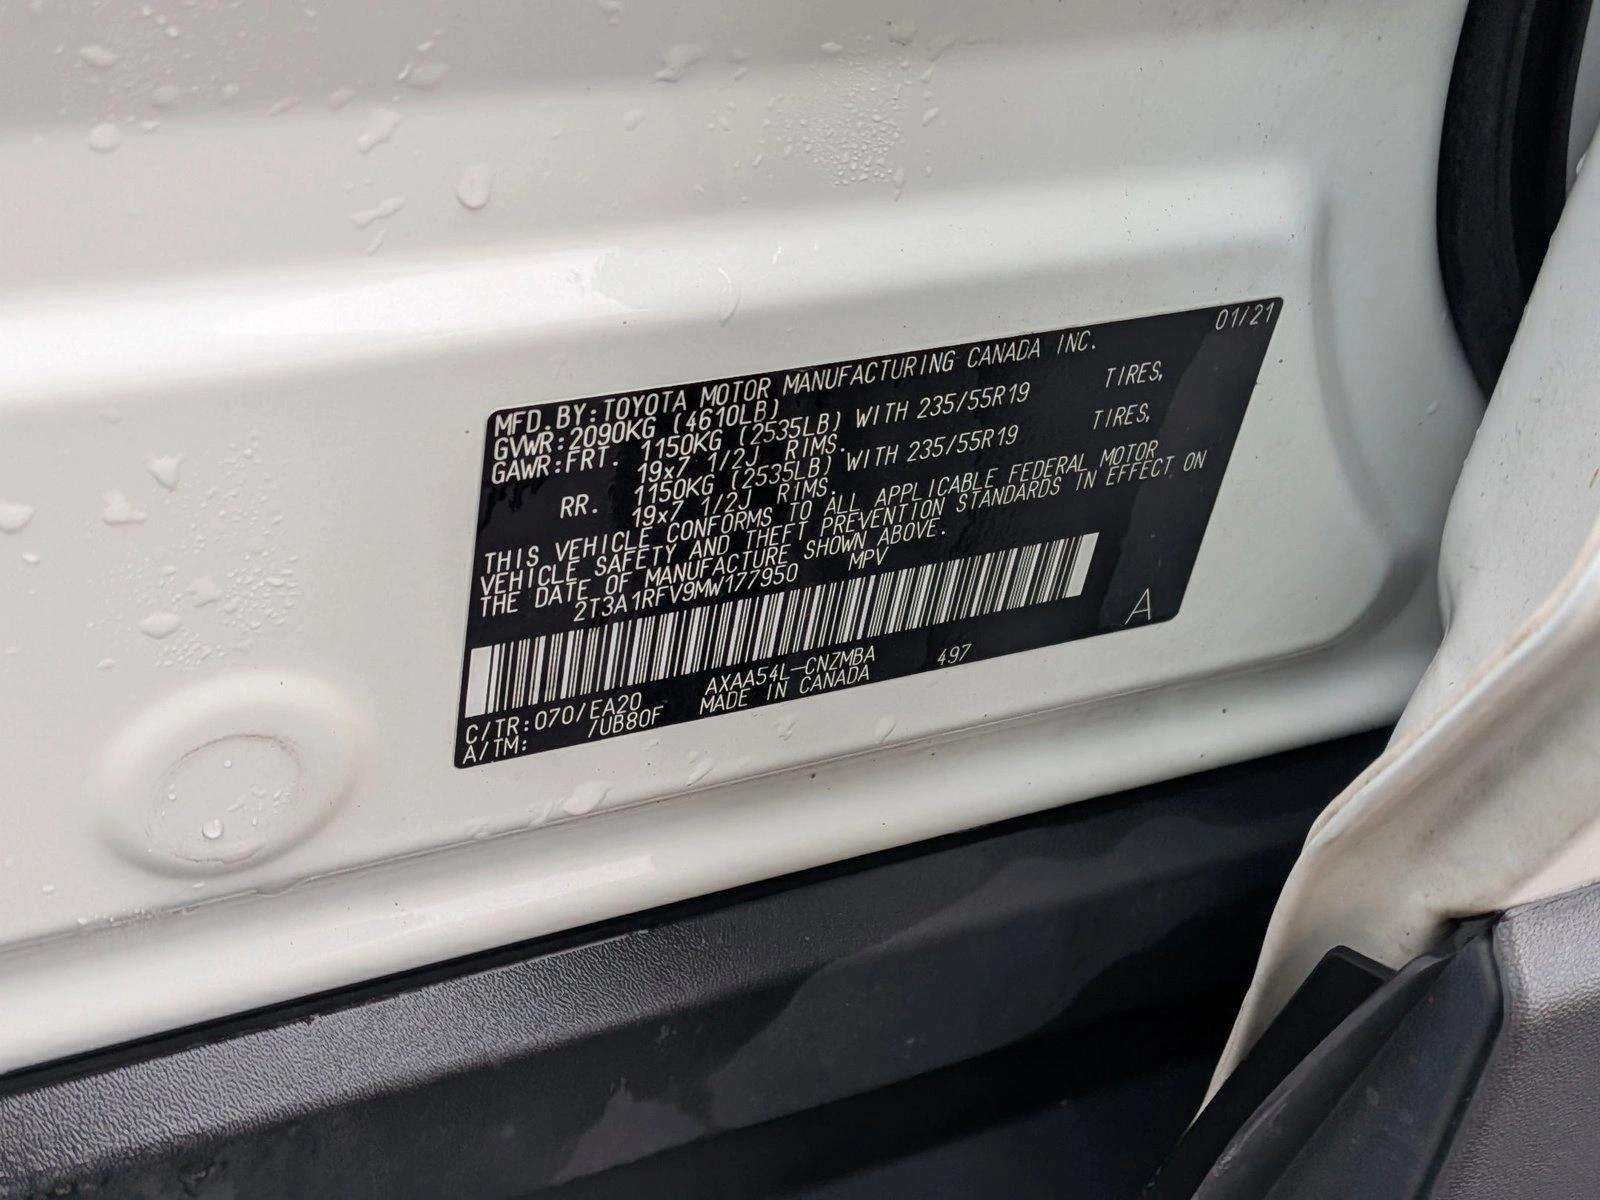 01/21
MFD.BY:TOYOTA MOTOR MANUFACTURING CANADA INC.
GVWR:2090KG (4610LB)
GAWR:FRT. 1150KG (2535LB) WITH 235/55R19 TIRES,
19x7 1/2J RIMS.
RR. 1150KG (2535LB) WITH 235/55R19 TIRES,
19x7 1/2J RIMS.
THIS VEHICLE CONFORMS TO ALL APPLICABLE FEDERAL MOTOR
VEHICLE SAFETY AND THEFT PREVENTION STANDARDS IN EFFECT ON
THE DATE OF MANUFACTURE SHOWN ABOVE.
2T3A1RFV9MW177950 MPV
A
C/TR:070/EA20 AXAA54L-CNZMBA 497
A/TM: /UB80F MADE IN CANADA